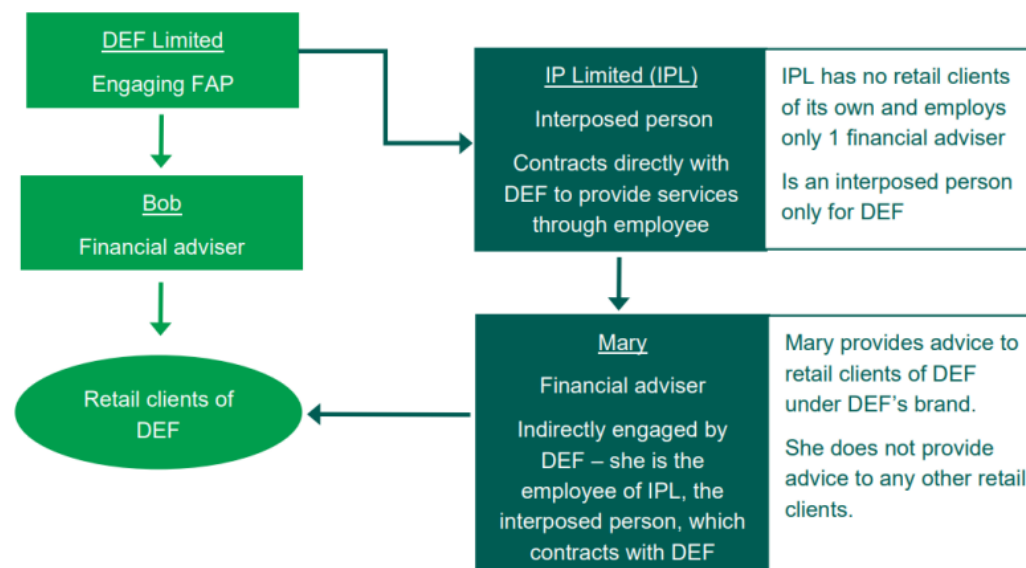 DEF Limited
Engaging FAP
Bob
Financial adviser
Retail clients of
DEF
IP Limited (IPL)
Interposed person
Contracts directly with
DEF to provide services
through employee
IPL has no retail clients
of its own and employs
only 1 financial adviser
Is an interposed person
only for DEF
Mary
Financial adviser
Indirectly engaged by
DEF – she is the
employee of IPL, the
interposed person, which
contracts with DEF
Mary provides advice to
retail clients of DEF
under DEF’s brand.
She does not provide
advice to any other retail
clients.